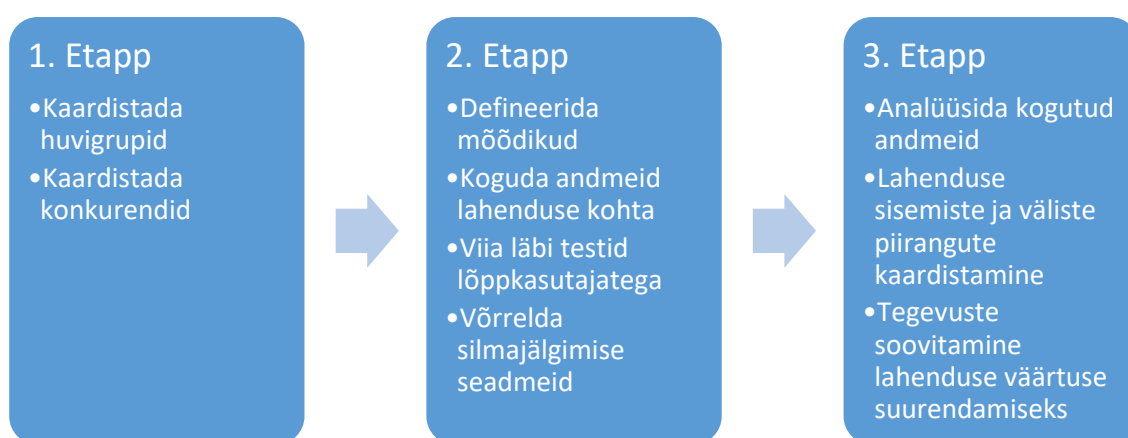 1. Etapp
•Kaardistada
huvigrupid
•Kaardistada
konkurendid
2. Etapp
•Defineerida
mõõdikud
•Koguda andmeid
lahenduse kohta
•Viia läbi testid
lõppkasutajatega
•Võrrelda
silmajälgimise
seadmeid
3. Etapp
•Analüüsida kogutud
andmeid
•Lahenduse
sisemiste ja väliste
piirangute
kaardistamine
•Tegevuste
soovitamine
lahenduse väärtuse
suurendamiseks